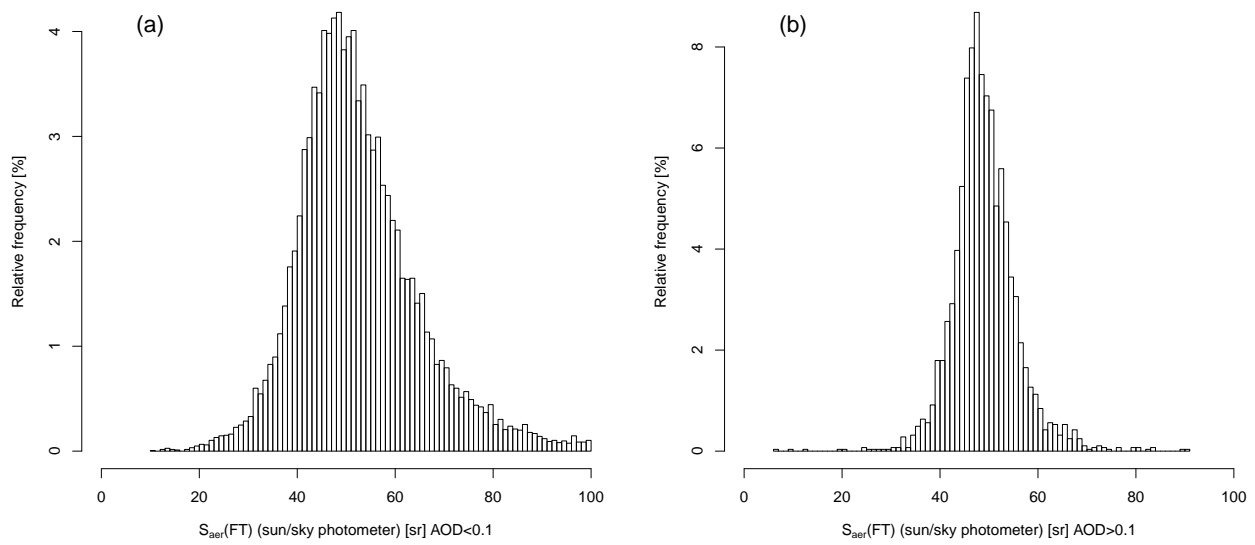 (a)
4
3
2
1
0
Relative frequency [%]
0 20 40 60 80 100
S_aer(FT) (sun/sky photometer) [sr] AOD<0.1
(b)
8
6
4
2
0
Relative frequency [%]
0 20 40 60 80 100
S_aer(FT) (sun/sky photometer) [sr] AOD>0.1